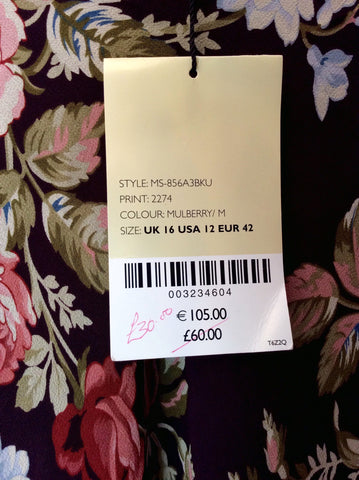 STYLE: MS-856A3BKU
PRINT: 2274
COLOUR: MULBERRY/ M
SIZE: UK 16 USA 12 EUR 42
003234604
€ 105.00
£30.00
£60.00
T6Z2Q